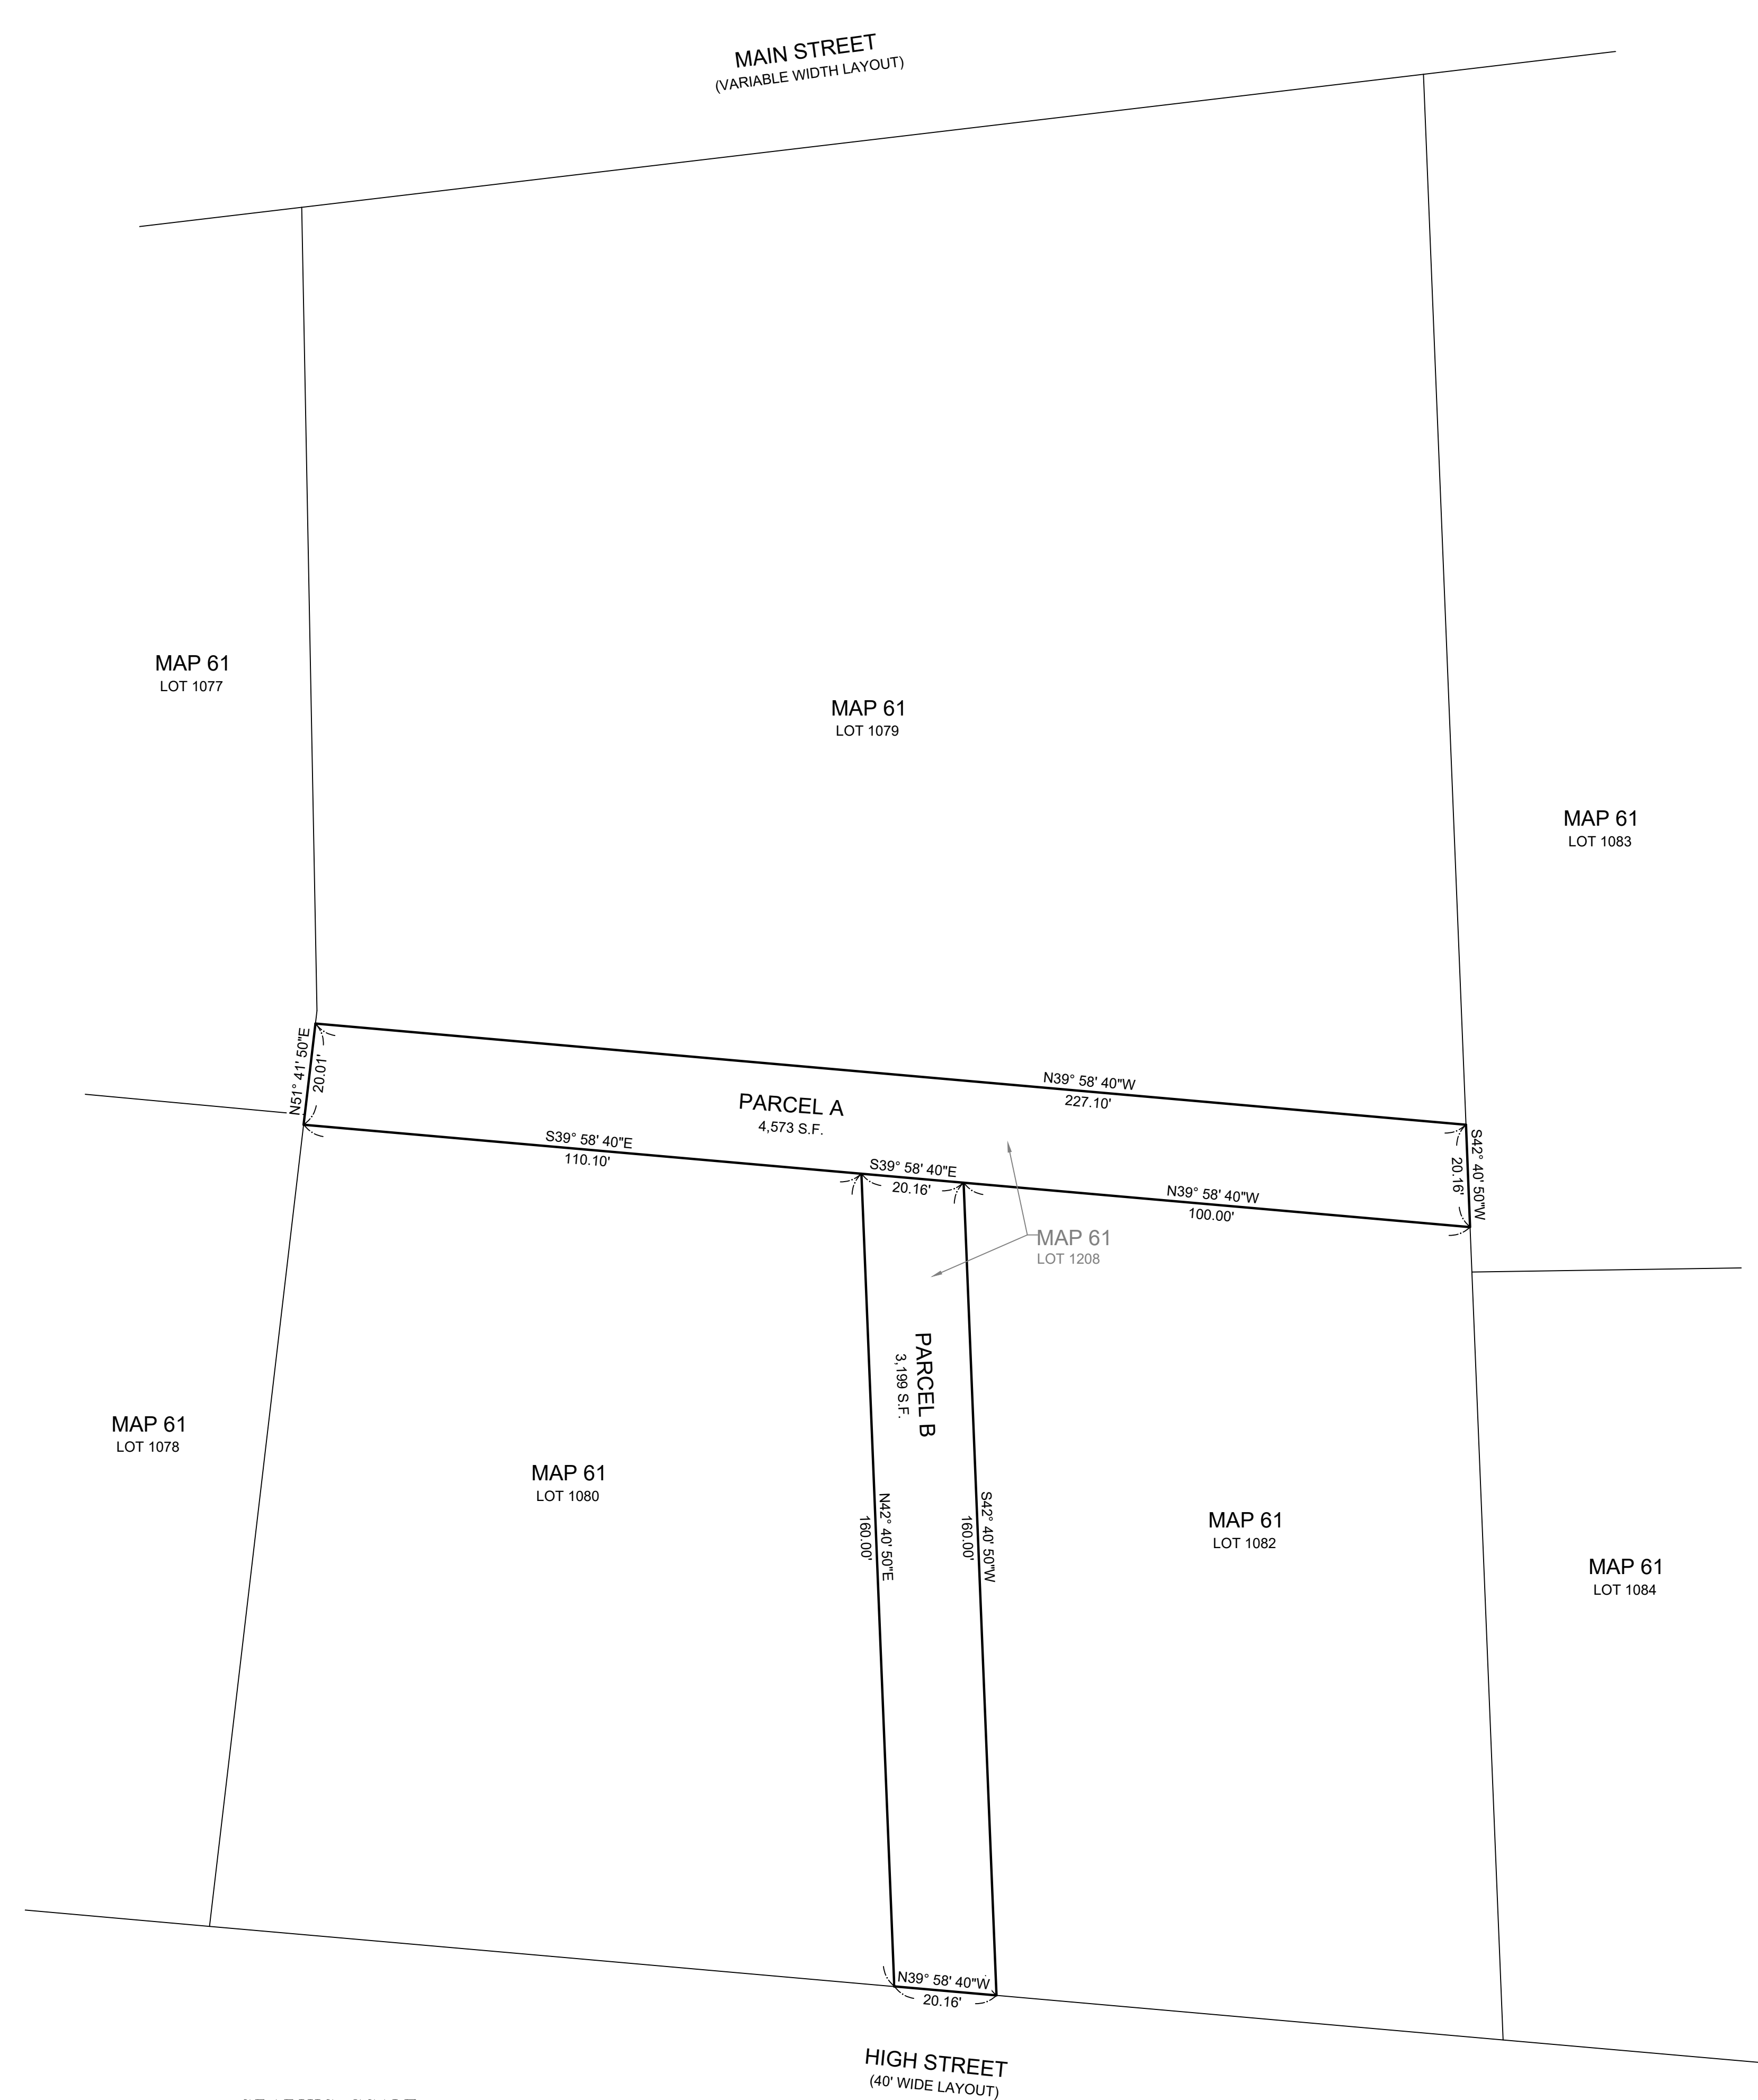 MAIN STREET
(VARIABLE WIDTH LAYOUT)
MAP 61
LOT 1077
MAP 61
LOT 1079
MAP 61
LOT 1083
N51° 41' 50"E
20.01'
N39° 58' 40"W
227.10'
PARCEL A
4,573 S.F.
S39° 58' 40"E
110.10'
S39° 58' 40"E
20.16'
N39° 58' 40"W
100.00'
S42° 40' 50"W
20.16'
MAP 61
LOT 1208
PARCEL B
3,199 S.F.
MAP 61
LOT 1078
MAP 61
LOT 1080
N42° 40' 50"E
160.00'
S42° 40' 50"W
160.00'
MAP 61
LOT 1082
MAP 61
LOT 1084
N39° 58' 40"W
20.16'
HIGH STREET
(40' WIDE LAYOUT)